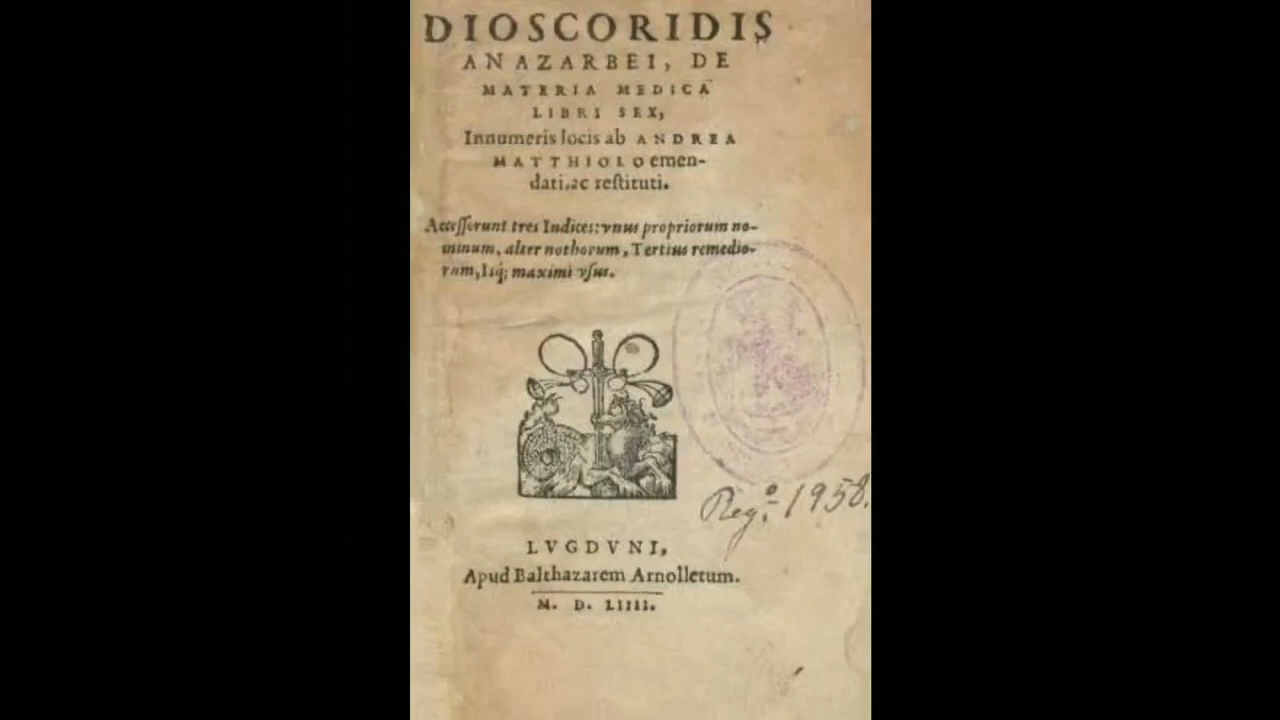 DIOSCORIDIS
ANAZARBEI, DE
MATERIA MEDICA
LIBRI SEX,
Innumeris locis ab ANDREA
MATTHIOLO emen-
dati, ac reſtituti.
Acceſſerunt tres Indices: vnus propriorum no-
minum, alter nothorum, Tertius remedio-
rum, Iiq́; maximi vſus.
Reg.º 1958.
LVGDVNI,
Apud Balthazarem Arnolletum.
M. D. LIIII.